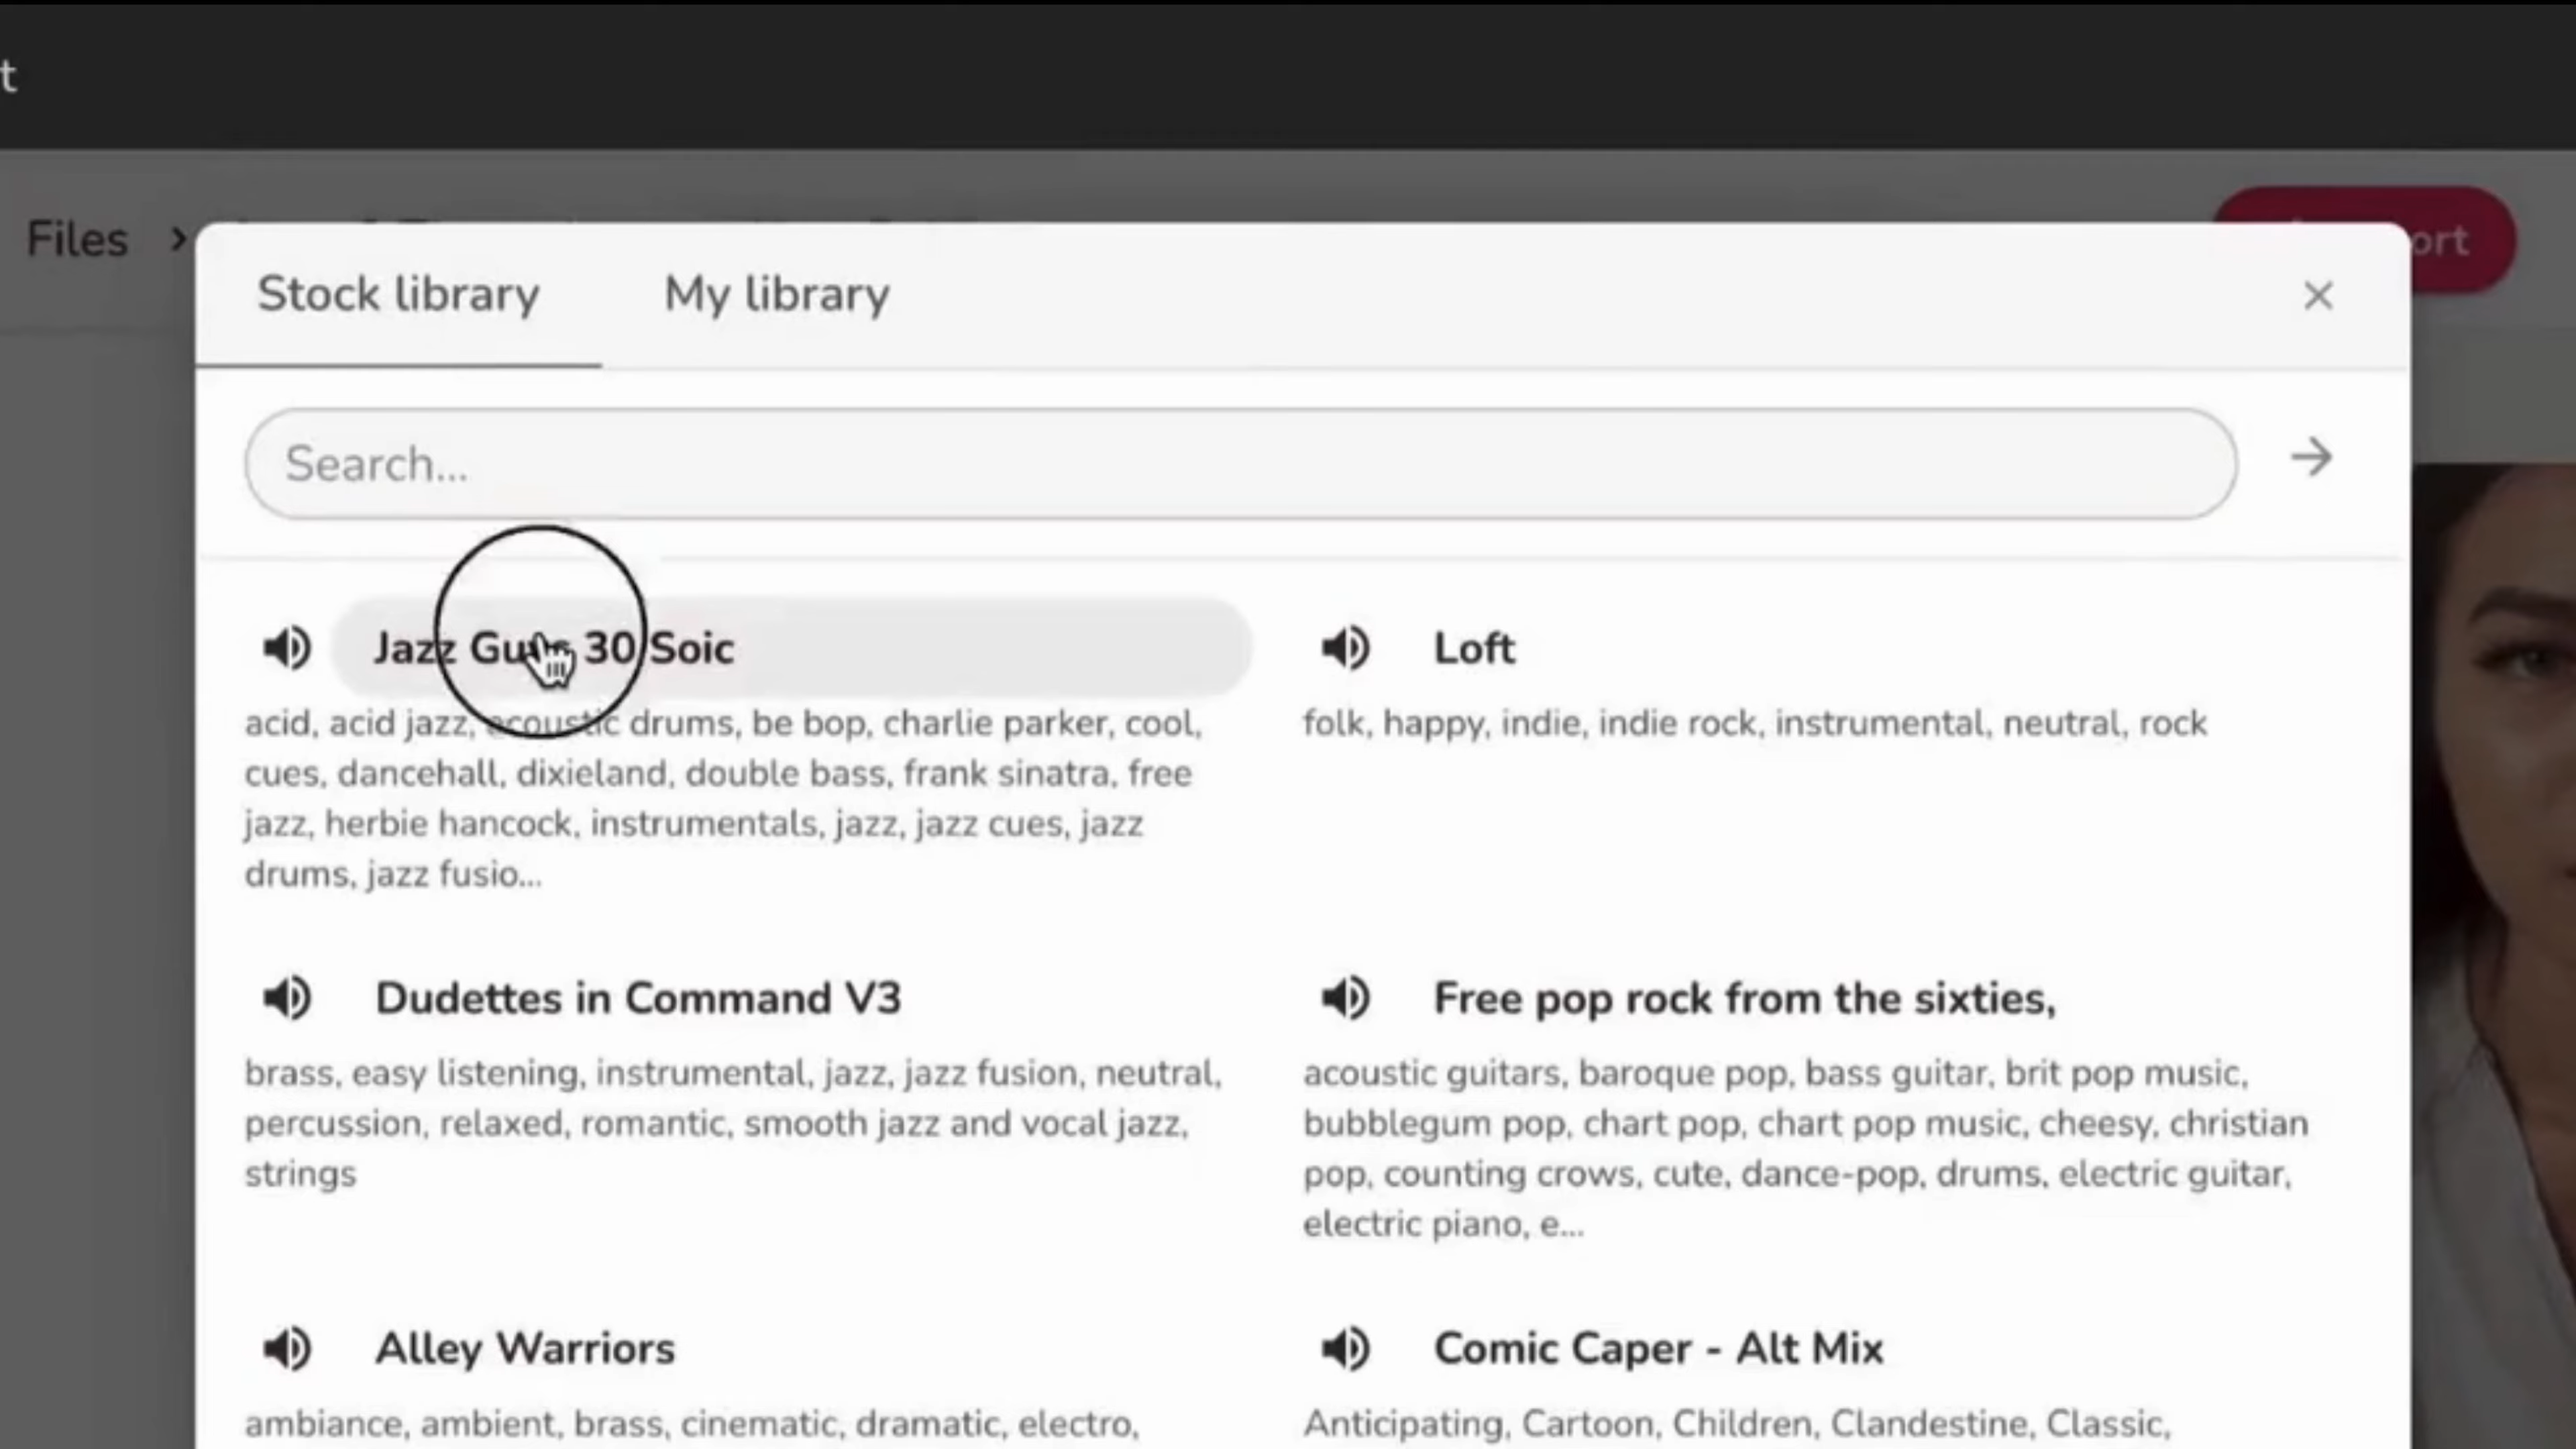 t
Files >
ort
Stock library
My library
Search...
Jazz 30 Soic
acid, acid jazz, acoustic drums, be bop, charlie parker, cool,
cues, dancehall, dixieland, double bass, frank sinatra, free
jazz, herbie hancock, instrumentals, jazz, jazz cues, jazz
drums, jazz fusio...
Loft
folk, happy, indie, indie rock, instrumental, neutral, rock
Dudettes in Command V3
brass, easy listening, instrumental, jazz, jazz fusion, neutral,
percussion, relaxed, romantic, smooth jazz and vocal jazz,
strings
Free pop rock from the sixties,
acoustic guitars, baroque pop, bass guitar, brit pop music,
bubblegum pop, chart pop, chart pop music, cheesy, christian
pop, counting crows, cute, dance-pop, drums, electric guitar,
electric piano, e...
Alley Warriors
ambiance, ambient, brass, cinematic, dramatic, electro,
Comic Caper - Alt Mix
Anticipating, Cartoon, Children, Clandestine, Classic,